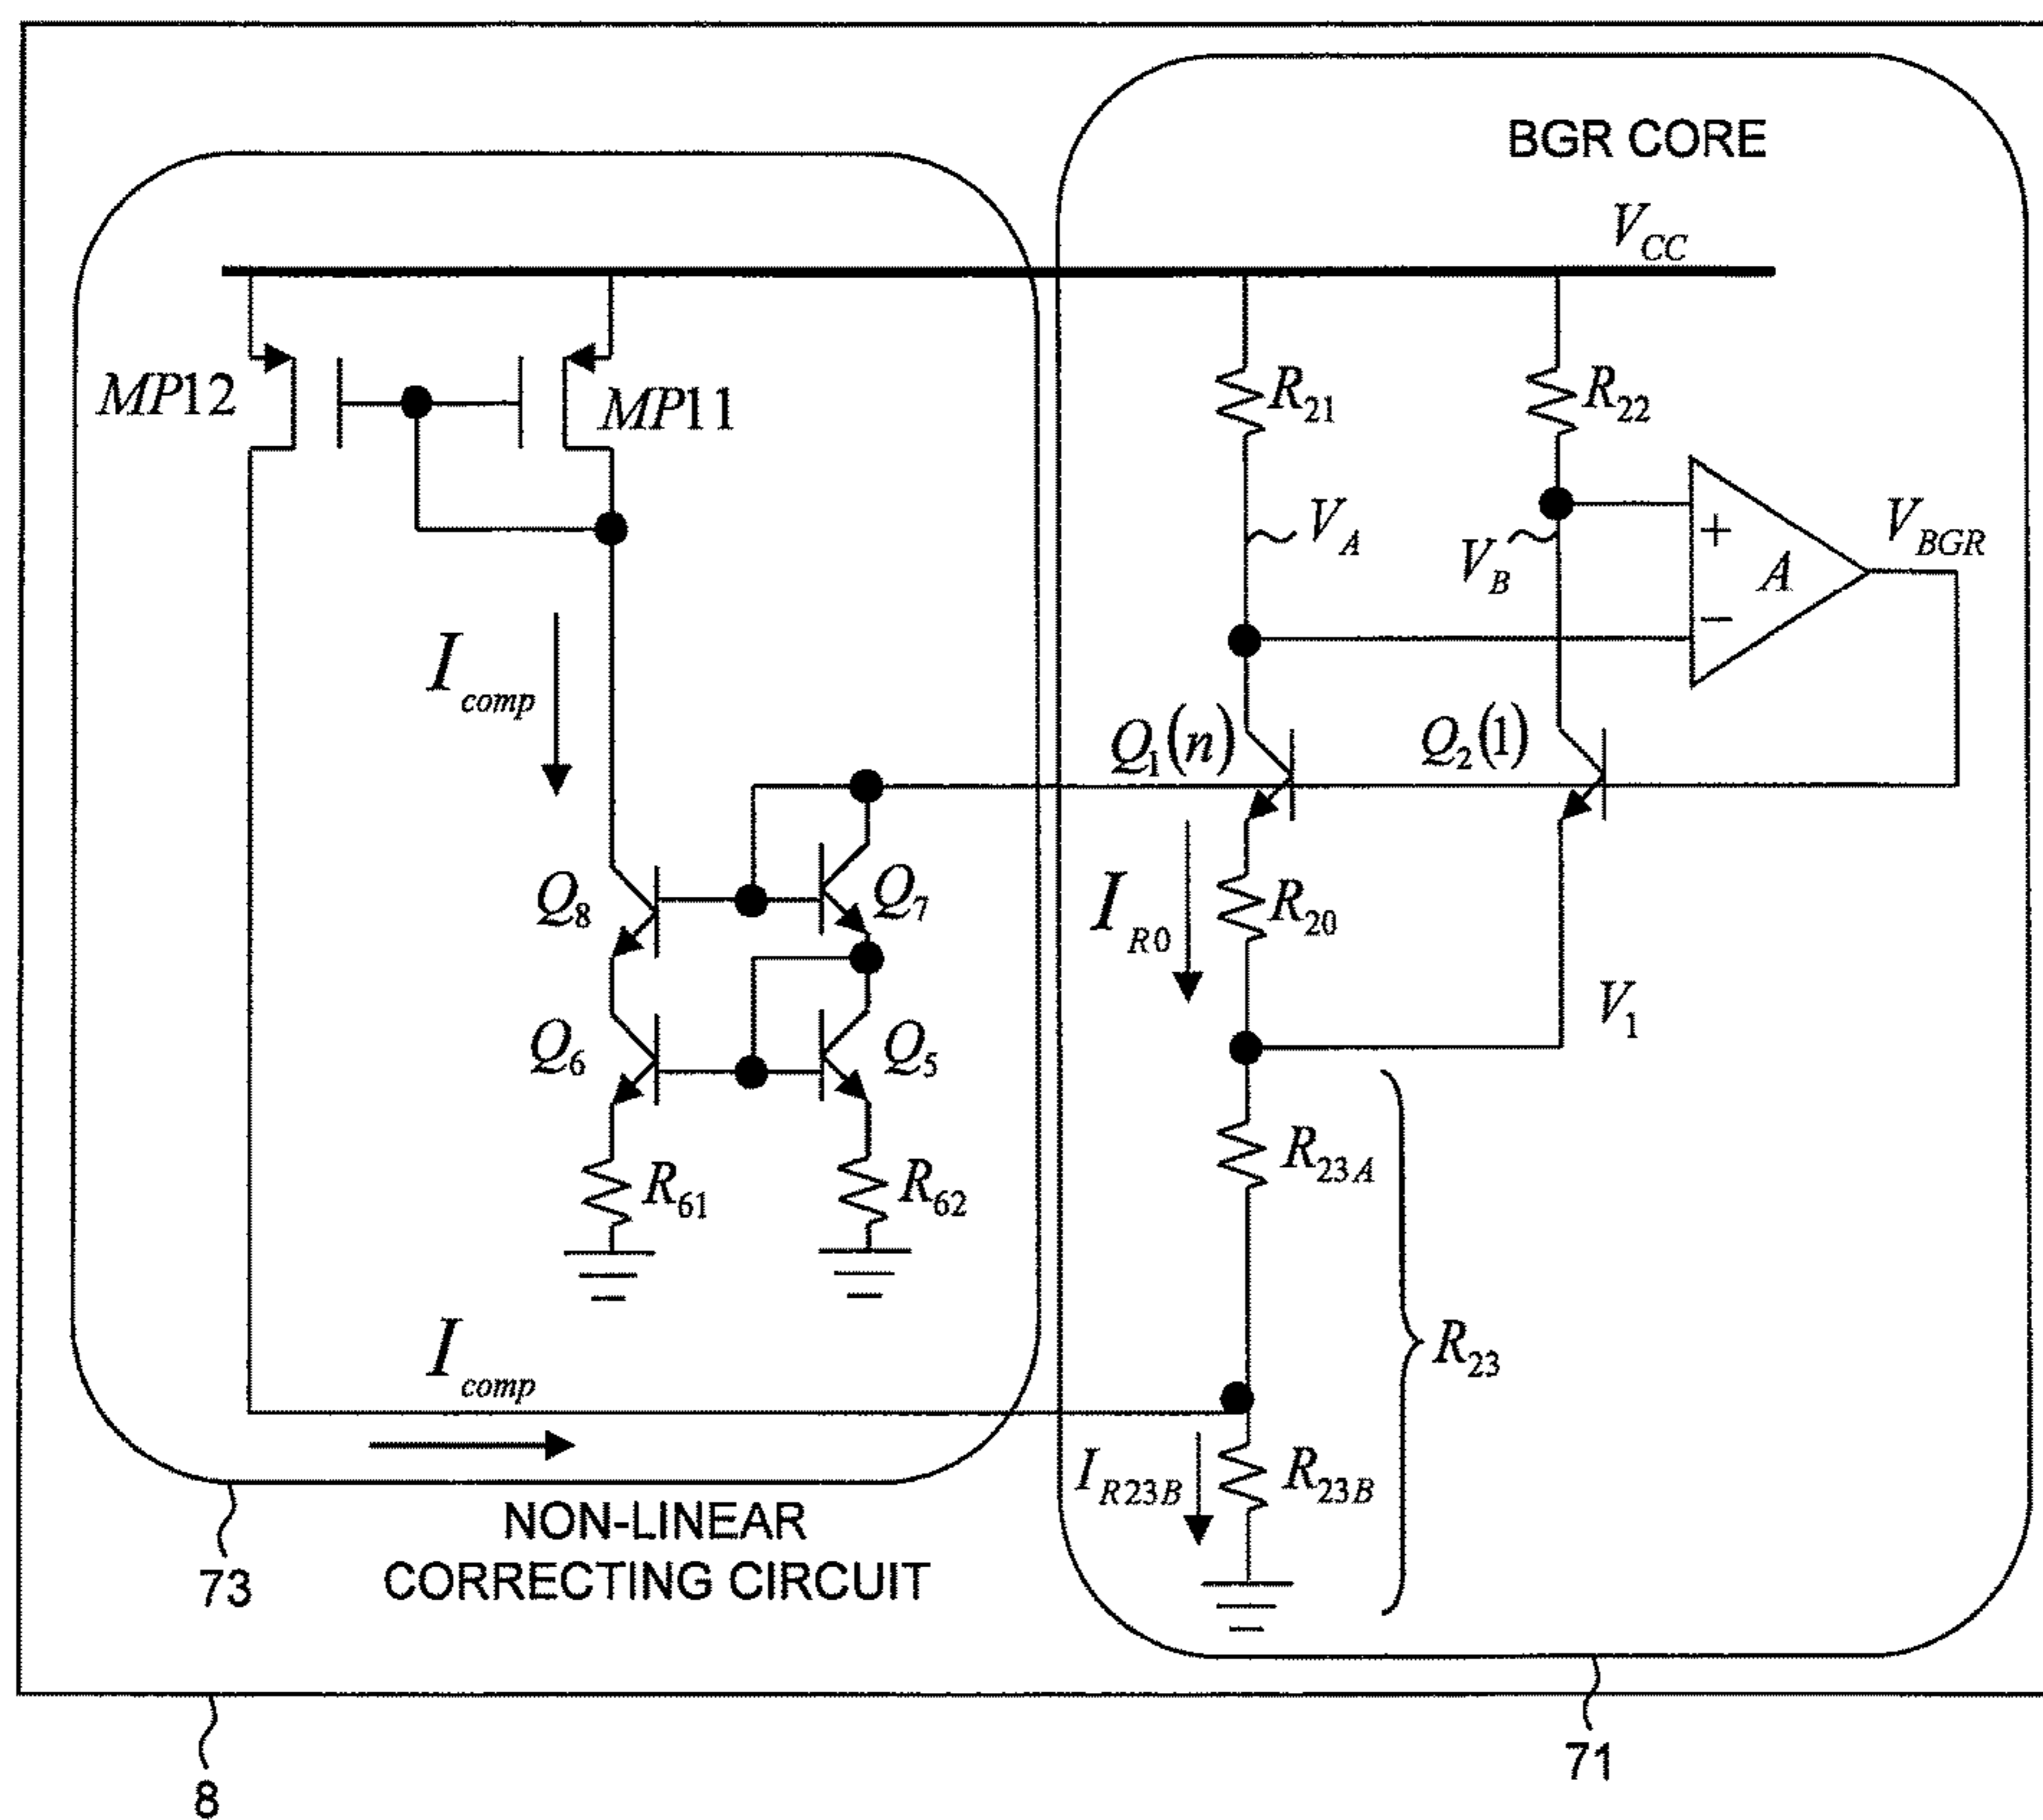 BGR CORE
V_CC
MP12
MP11
R_21
R_22
V_A
V_B
+
−
A
V_BGR
I_comp
Q_1(n)
Q_2(1)
Q_8
Q_7
I_R0
R_20
V_1
Q_6
Q_5
R_61
R_62
R_23A
R_23
I_comp
I_R23B
R_23B
NON-LINEAR
CORRECTING CIRCUIT
73
71
8